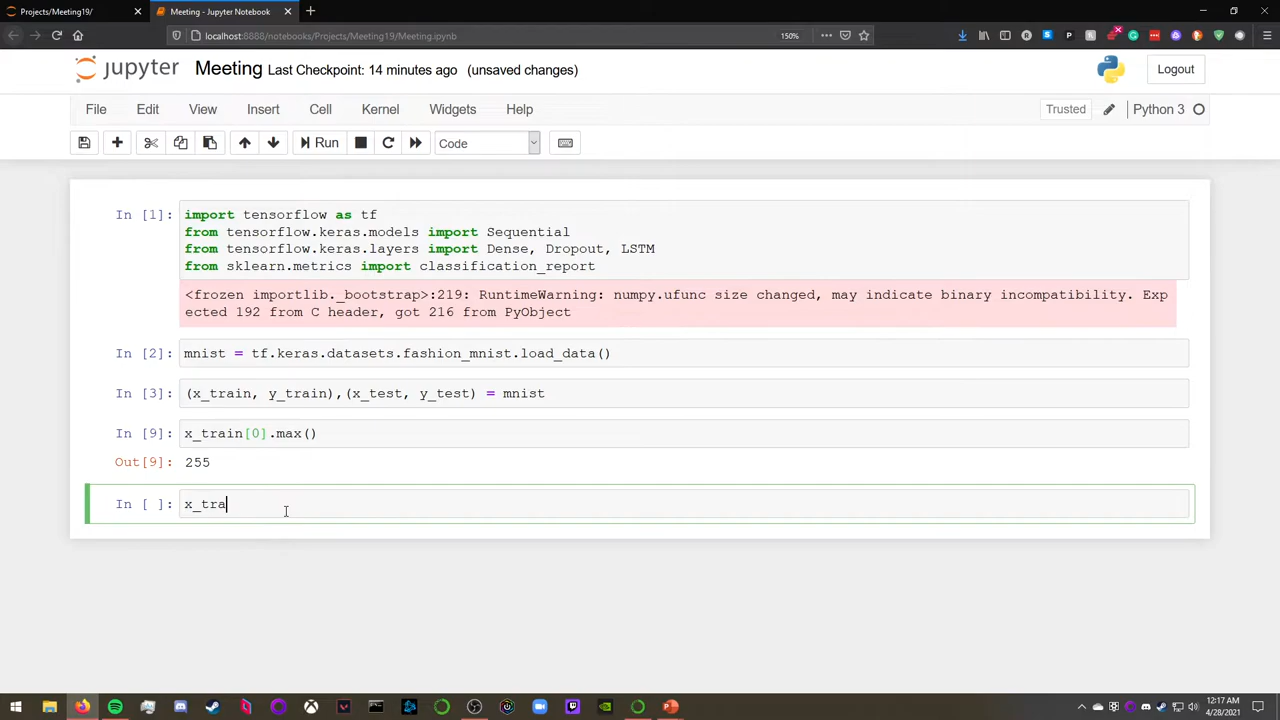 Projects/Meeting19/
Meeting - Jupyter Notebook
localhost:8888/notebooks/Projects/Meeting19/Meeting.ipynb
150%
jupyter
Meeting Last Checkpoint: 14 minutes ago (unsaved changes)
Logout
File Edit View Insert Cell Kernel Widgets Help
Trusted
Python 3
Run
Code
In [1]: import tensorflow as tf
from tensorflow.keras.models import Sequential
from tensorflow.keras.layers import Dense, Dropout, LSTM
from sklearn.metrics import classification_report
<frozen importlib._bootstrap>:219: RuntimeWarning: numpy.ufunc size changed, may indicate binary incompatibility. Exp
ected 192 from C header, got 216 from PyObject
In [2]: mnist = tf.keras.datasets.fashion_mnist.load_data()
In [3]: (x_train, y_train),(x_test, y_test) = mnist
In [9]: x_train[0].max()
Out[9]: 255
In [ ]: x_tra
12:17 AM
4/28/2021